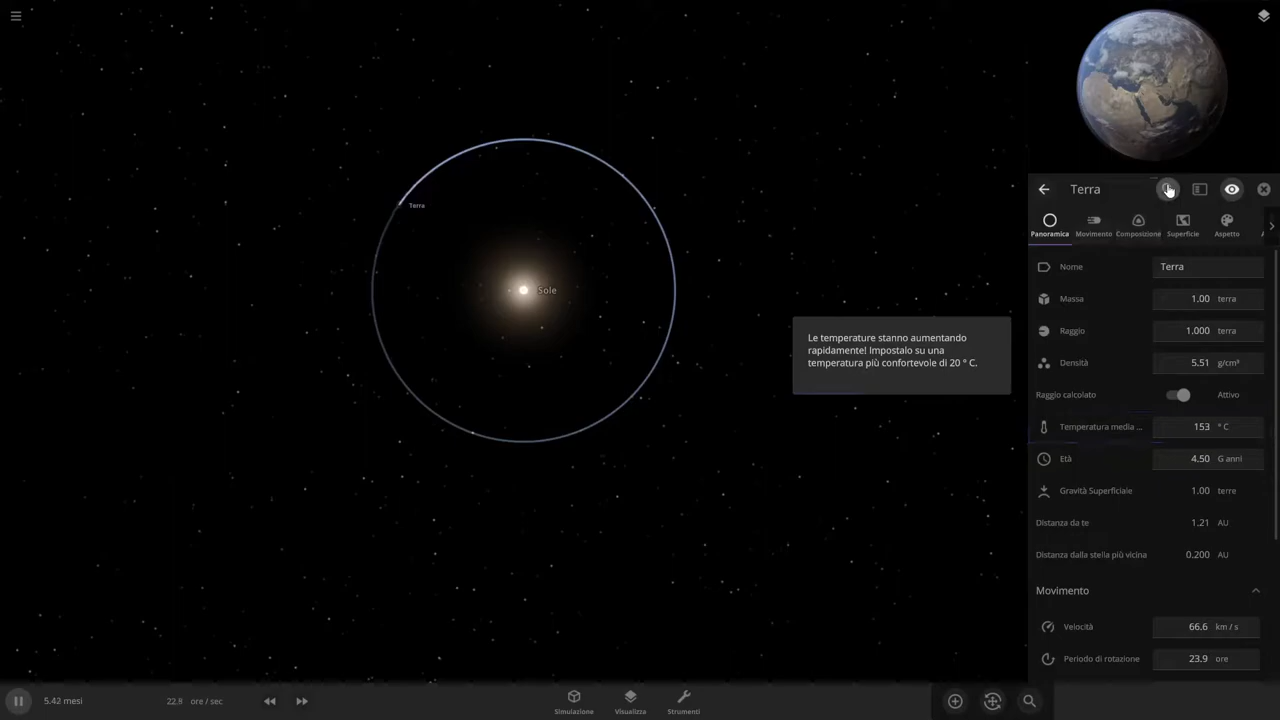 Terra
Sole
Le temperature stanno aumentando
rapidamente! Impostalo su una
temperatura più confortevole di 20 ° C.
Terra
Panoramica Movimento Composizione Superficie Aspetto
Nome Terra
Massa 1.00 terra
Raggio 1.000 terra
Densità 5.51 g/cm³
Raggio calcolato Attivo
Temperatura media ... 153 ° C
Età 4.50 G anni
Gravità Superficiale 1.00 terre
Distanza da te 1.21 AU
Distanza dalla stella più vicina 0.200 AU
Movimento
Velocità 66.6 km / s
Periodo di rotazione 23.9 ore
5.42 mesi 22.8 ore / sec
Simulazione Visualizza Strumenti